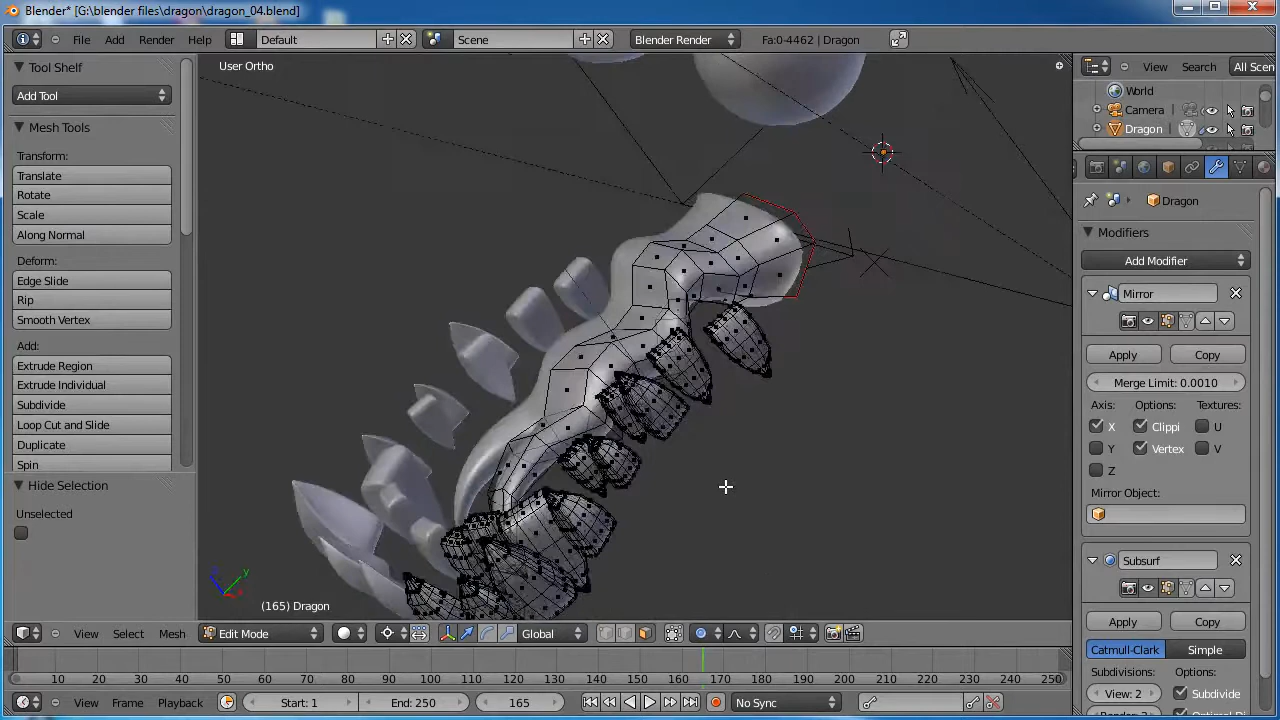 Blender* [G:\blender files\dragon\dragon_04.blend]
File Add Render Help Default Scene Blender Render Fa:0-4462 | Dragon
Tool Shelf
Add Tool
Mesh Tools
Transform:
Translate
Rotate
Scale
Along Normal
Deform:
Edge Slide
Rip
Smooth Vertex
Add:
Extrude Region
Extrude Individual
Subdivide
Loop Cut and Slide
Duplicate
Spin
Hide Selection
Unselected
User Ortho
y
(165) Dragon
View Search All Scen
World
Camera
Dragon
Dragon
Modifiers
Add Modifier
Mirror
Apply Copy
Merge Limit: 0.0010
Axis: Options: Textures:
X Clippi U
Y Vertex V
Z
Mirror Object:
Subsurf
Apply Copy
Catmull-Clark Simple
Subdivisions: Options:
View: 2 Subdivide
View Select Mesh Edit Mode Global
10 20 30 40 50 60 70 80 90 100 110 120 130 140 150 160 170 180 190 200 210 220 230 240 250
View Frame Playback Start: 1 End: 250 165 No Sync